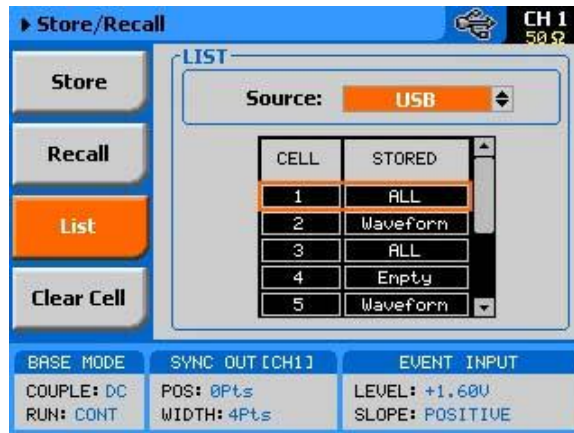 Store/Recall
CH 1
50 Ω
Store
Recall
List
Clear Cell
LIST
Source: USB
CELL STORED
1 ALL
2 Waveform
3 ALL
4 Empty
5 Waveform
BASE MODE
COUPLE: DC
RUN: CONT
SYNC OUT [CH1]
POS: 0Pts
WIDTH: 4Pts
EVENT INPUT
LEVEL: +1.60V
SLOPE: POSITIVE